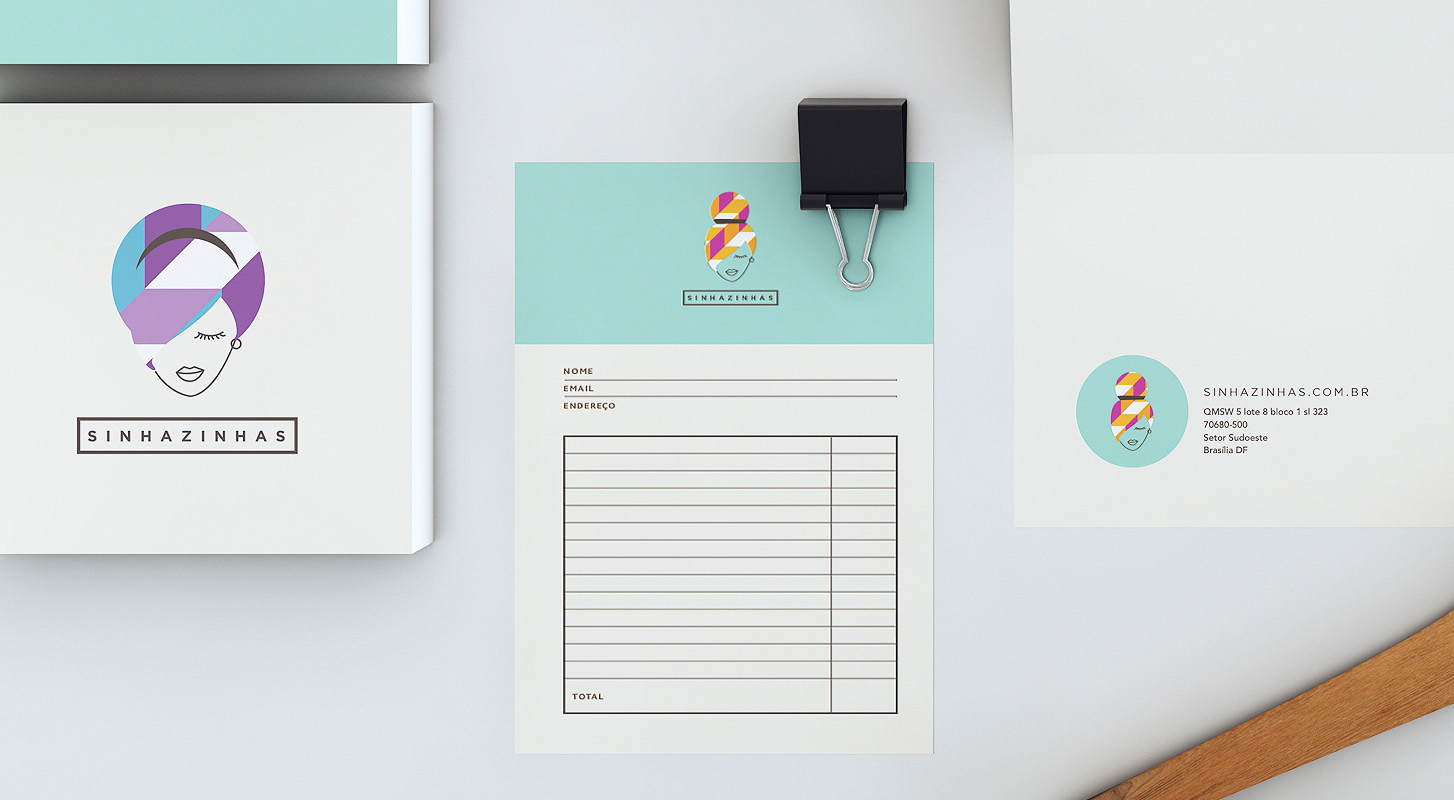 SINHAZINHAS
SINHAZINHAS
NOME
EMAIL
ENDEREÇO
TOTAL
SINHAZINHAS.COM.BR
QMSW 5 lote 8 bloco 1 sl 323
70680-500
Setor Sudoeste
Brasília DF